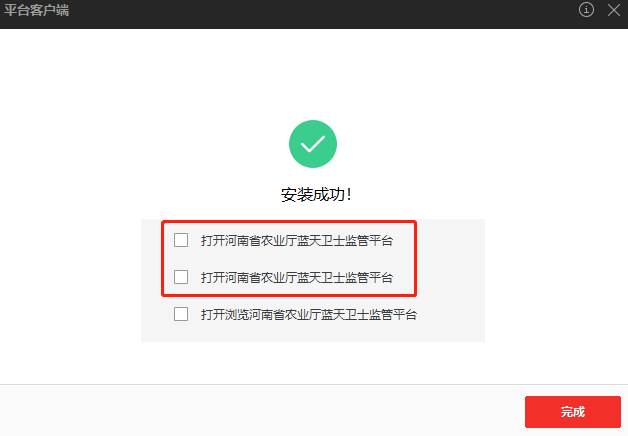 平台客户端
安装成功！
打开河南省农业厅蓝天卫士监管平台
打开河南省农业厅蓝天卫士监管平台
打开浏览河南省农业厅蓝天卫士监管平台
完成